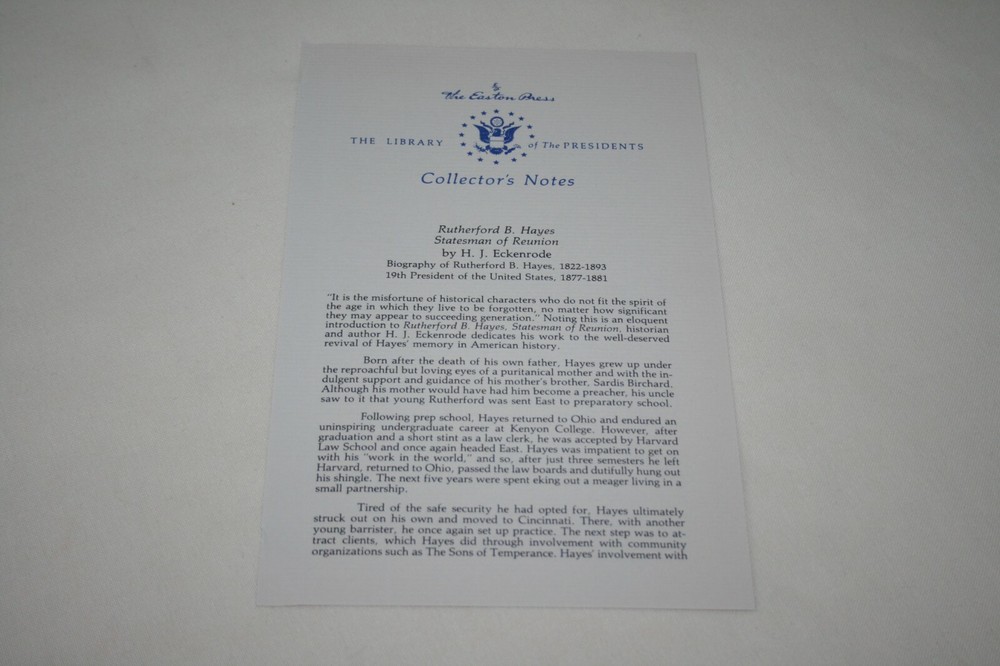 The Easton Press
THE LIBRARY of The PRESIDENTS
Collector's Notes
Rutherford B. Hayes
Statesman of Reunion
by H. J. Eckenrode
Biography of Rutherford B. Hayes, 1822-1893
19th President of the United States, 1877-1881
"It is the misfortune of historical characters who do not fit the spirit of
the age in which they live to be forgotten, no matter how significant
they may appear to succeeding generation." Noting this is an eloquent
introduction to Rutherford B. Hayes, Statesman of Reunion, historian
and author H. J. Eckenrode dedicates his work to the well-deserved
revival of Hayes' memory in American history.
Born after the death of his own father, Hayes grew up under
the reproachful but loving eyes of a puritanical mother and with the in-
dulgent support and guidance of his mother's brother, Sardis Birchard.
Although his mother would have had him become a preacher, his uncle
saw to it that young Rutherford was sent East to preparatory school.
Following prep school, Hayes returned to Ohio and endured an
uninspiring undergraduate career at Kenyon College. However, after
graduation and a short stint as a law clerk, he was accepted by Harvard
Law School and once again headed East. Hayes was impatient to get on
with his "work in the world," and so, after just three semesters he left
Harvard, returned to Ohio, passed the law boards and dutifully hung out
his shingle. The next five years were spent eking out a meager living in a
small partnership.
Tired of the safe security he had opted for, Hayes ultimately
struck out on his own and moved to Cincinnati. There, with another
young barrister, he once again set up practice. The next step was to at-
tract clients, which Hayes did through involvement with community
organizations such as The Sons of Temperance. Hayes' involvement with